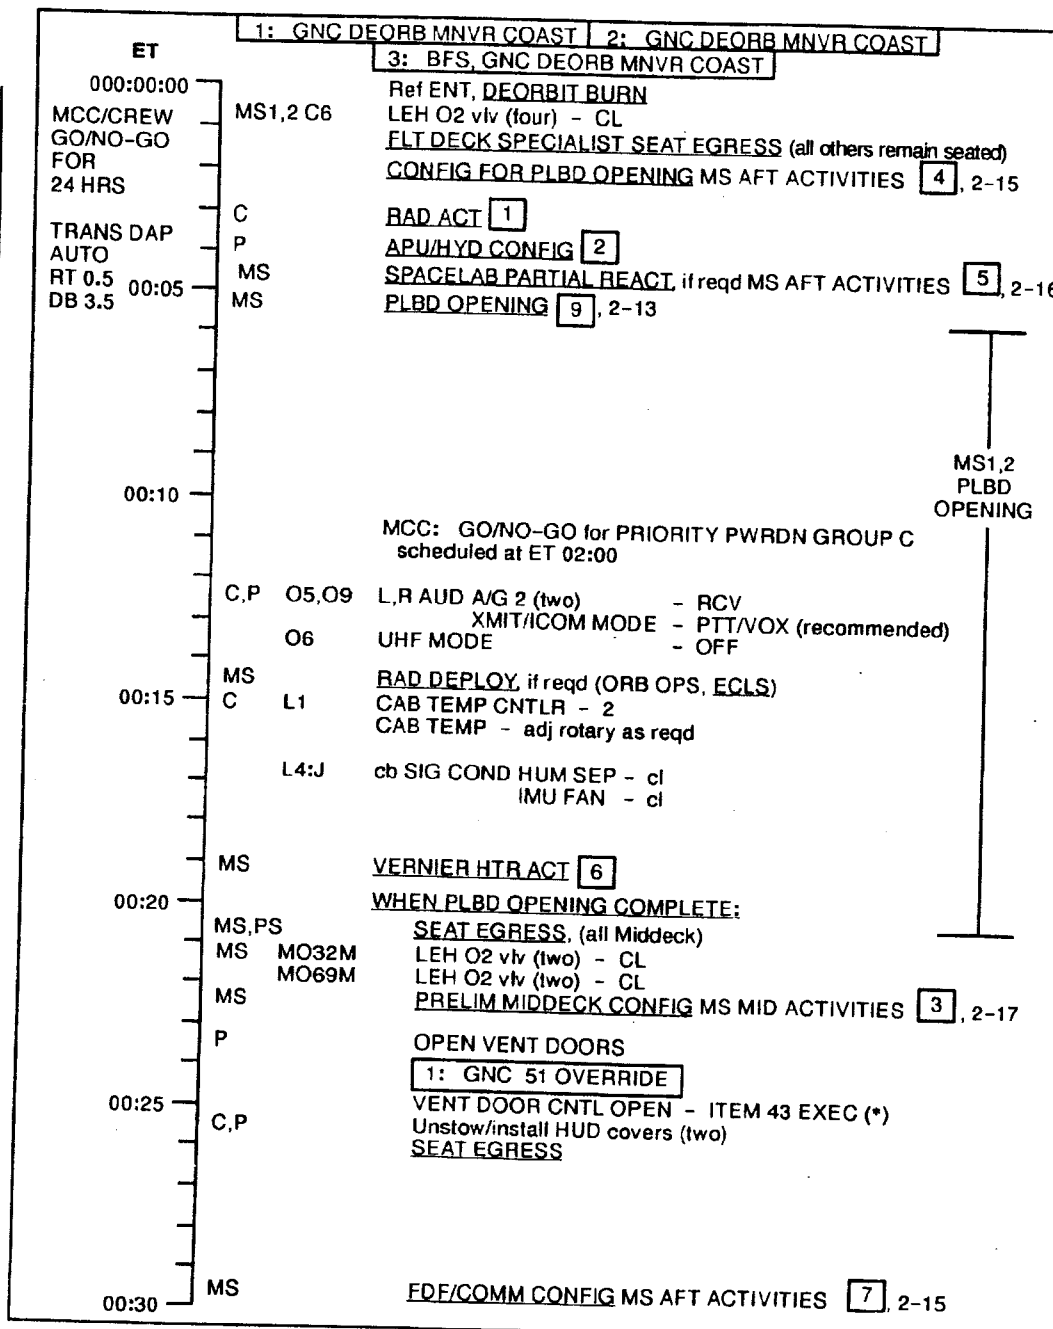 1: GNC DEORB MNVR COAST 2: GNC DEORB MNVR COAST
ET
3: BFS, GNC DEORB MNVR COAST
000:00:00
Ref ENT, DEORBIT BURN
MCC/CREW
GO/NO-GO
FOR
24 HRS
MS1,2 C6 LEH O2 vlv (four) - CL
FLT DECK SPECIALIST SEAT EGRESS (all others remain seated)
CONFIG FOR PLBD OPENING MS AFT ACTIVITIES 4, 2-15
TRANS DAP
AUTO
RT 0.5
DB 3.5
C RAD ACT 1
P APU/HYD CONFIG 2
MS SPACELAB PARTIAL REACT, if reqd MS AFT ACTIVITIES 5, 2-16
00:05
MS PLBD OPENING 9, 2-13
MS1,2
PLBD
OPENING
00:10
MCC: GO/NO-GO for PRIORITY PWRDN GROUP C
scheduled at ET 02:00
C,P O5,O9 L,R AUD A/G 2 (two) - RCV
XMIT/ICOM MODE - PTT/VOX (recommended)
O6 UHF MODE - OFF
MS RAD DEPLOY, if reqd (ORB OPS, ECLS)
00:15 C L1 CAB TEMP CNTLR - 2
CAB TEMP - adj rotary as reqd
L4:J cb SIG COND HUM SEP - cl
IMU FAN - cl
MS VERNIER HTR ACT 6
00:20 WHEN PLBD OPENING COMPLETE:
MS,PS SEAT EGRESS, (all Middeck)
MS MO32M LEH O2 vlv (two) - CL
MO69M LEH O2 vlv (two) - CL
MS PRELIM MIDDECK CONFIG MS MID ACTIVITIES 3, 2-17
P OPEN VENT DOORS
1: GNC 51 OVERRIDE
00:25 VENT DOOR CNTL OPEN - ITEM 43 EXEC (*)
C,P Unstow/install HUD covers (two)
SEAT EGRESS
00:30 MS FDF/COMM CONFIG MS AFT ACTIVITIES 7, 2-15